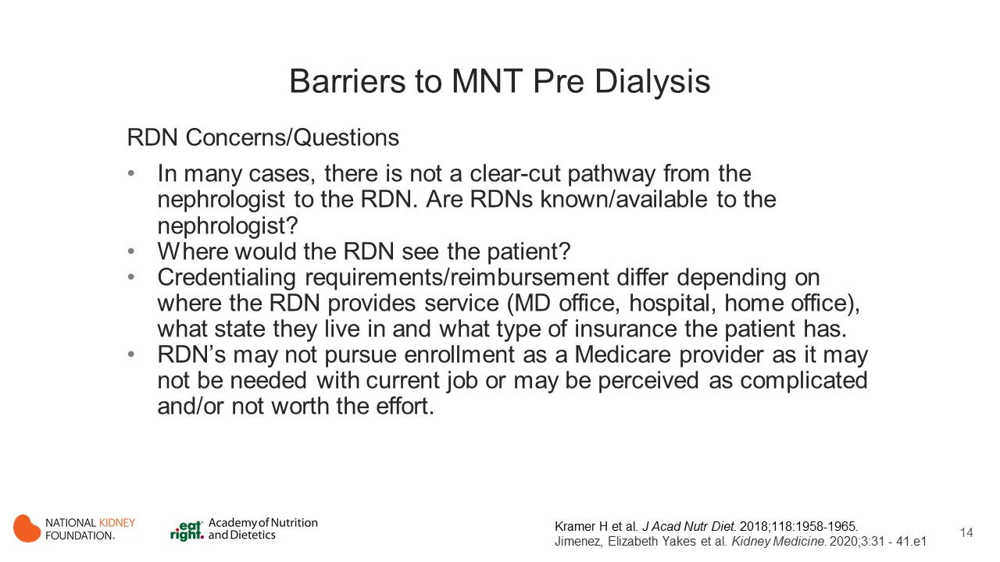 Barriers to MNT Pre Dialysis
RDN Concerns/Questions
• In many cases, there is not a clear-cut pathway from the
nephrologist to the RDN. Are RDNs known/available to the
nephrologist?
• Where would the RDN see the patient?
• Credentialing requirements/reimbursement differ depending on
where the RDN provides service (MD office, hospital, home office),
what state they live in and what type of insurance the patient has.
• RDN’s may not pursue enrollment as a Medicare provider as it may
not be needed with current job or may be perceived as complicated
and/or not worth the effort.
NATIONAL KIDNEY
FOUNDATION®
eat
right.
Academy of Nutrition
and Dietetics
Kramer H et al. J Acad Nutr Diet. 2018;118:1958-1965.
Jimenez, Elizabeth Yakes et al. Kidney Medicine. 2020;3:31 - 41.e1
14